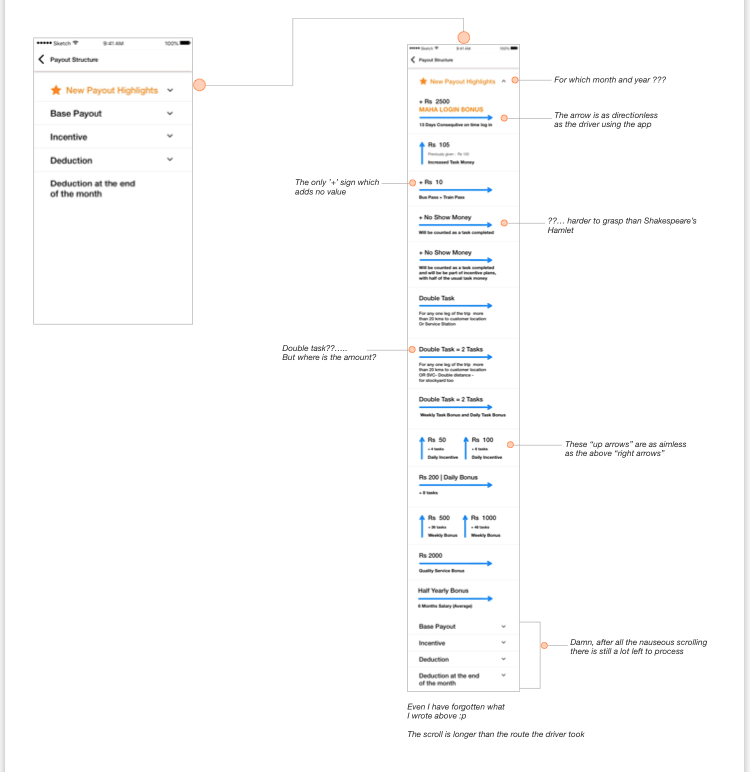 Sketch 9:41 AM 100%
Payout Structure
New Payout Highlights
Base Payout
Incentive
Deduction
Deduction at the end
of the month
Sketch 9:41 AM 100%
Payout Structure
New Payout Highlights
For which month and year ???
+ Rs 2500
MAHA LOGIN BONUS
13 Days Consequtive on time log in
The arrow is as directionless
as the driver using the app
Rs 105
Previously given - Rs 100
Increased Task Money
The only '+' sign which
adds no value
+ Rs 10
Bus Pass + Train Pass
+ No Show Money
Will be counted as a task completed
??... harder to grasp than Shakespeare's
Hamlet
+ No Show Money
Will be counted as a task completed
and will be be part of incentive plans,
with half of the usual task money
Double Task
For any one leg of the trip more
than 20 kms to customer location
Or Service Station
Double task??.....
But where is the amount?
Double Task = 2 Tasks
For any one leg of the trip more
than 20 kms to customer location
OR SVC- Double distance -
for stockyard too
Double Task = 2 Tasks
Weekly Task Bonus and Daily Task Bonus
Rs 50 Rs 100
Daily Incentive Daily Incentive
These “up arrows” are as aimless
as the above “right arrows”
Rs 200 | Daily Bonus
Rs 500 Rs 1000
Weekly Bonus Weekly Bonus
Rs 2000
Quality Service Bonus
Half Yearly Bonus
6 Months Salary (Average)
Base Payout
Incentive
Deduction
Deduction at the end
of the month
Damn, after all the nauseous scrolling
there is still a lot left to process
Even I have forgotten what
I wrote above :p
The scroll is longer than the route the driver took